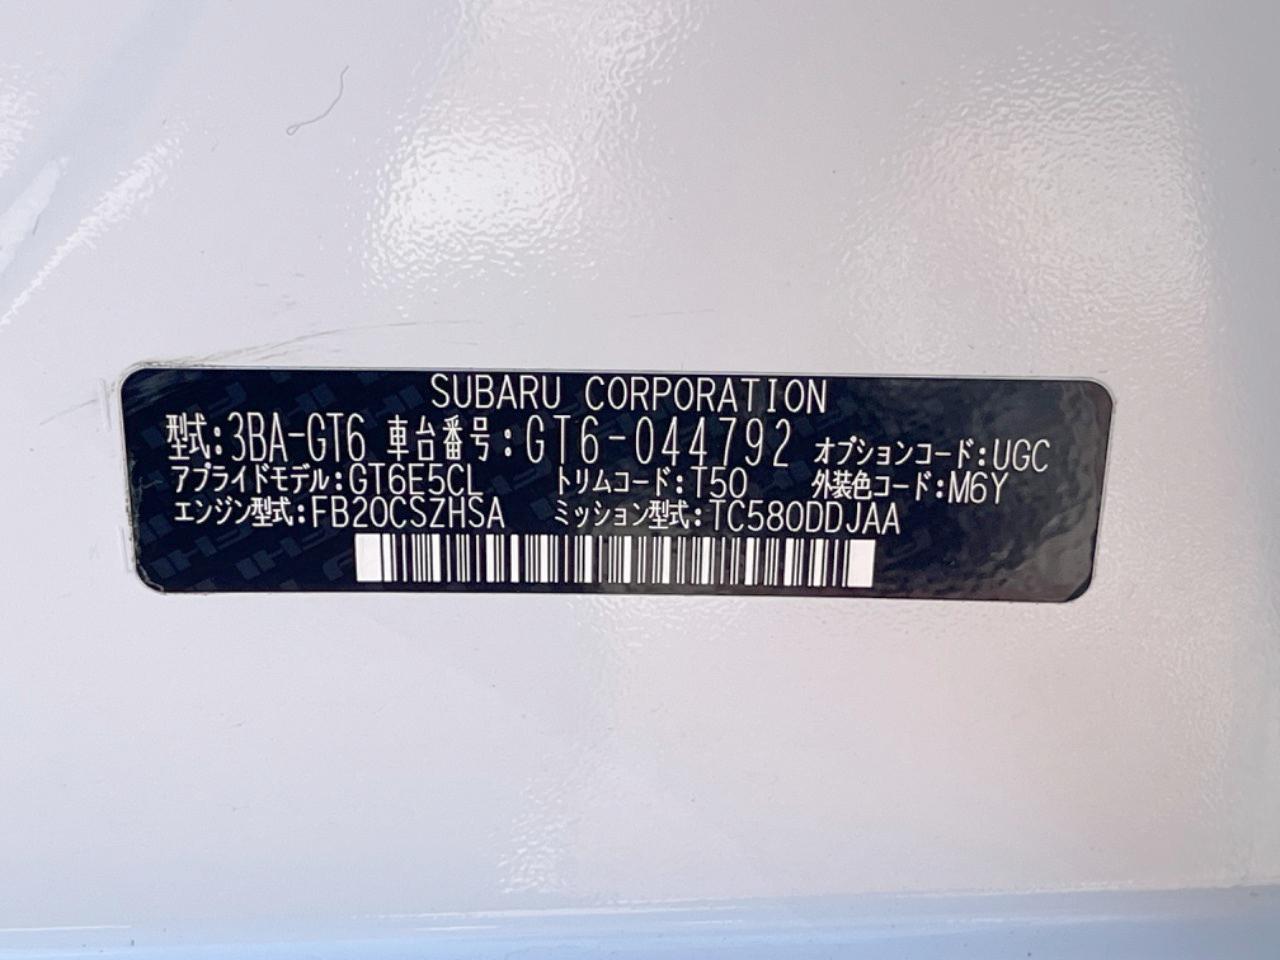 SUBARU CORPORATION
型式:3BA-GT6 車台番号:GT6-044792 オプションコード:UGC
アプライドモデル:GT6E5CL トリムコード:T50 外装色コード:M6Y
エンジン型式:FB20CSZHSA ミッション型式:TC580DDJAA